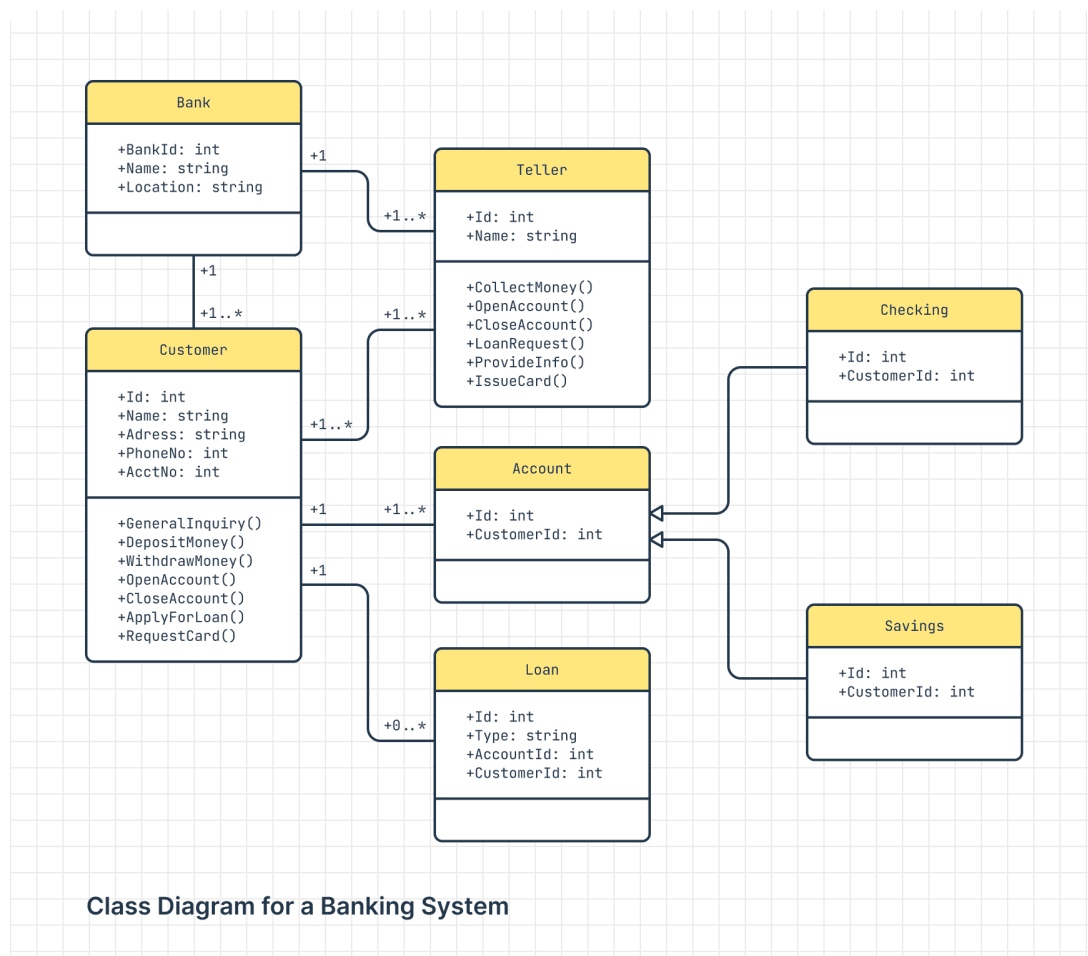 Bank
+BankId: int
+Name: string
+Location: string
+1
+1..*
+1
+1..*
Teller
+Id: int
+Name: string
+CollectMoney()
+OpenAccount()
+CloseAccount()
+LoanRequest()
+ProvideInfo()
+IssueCard()
Customer
+Id: int
+Name: string
+Adress: string
+PhoneNo: int
+AcctNo: int
+GeneralInquiry()
+DepositMoney()
+WithdrawMoney()
+OpenAccount()
+CloseAccount()
+ApplyForLoan()
+RequestCard()
+1..*
+1..*
+1
+1..*
+1
+0..*
Account
+Id: int
+CustomerId: int
Loan
+Id: int
+Type: string
+AccountId: int
+CustomerId: int
Checking
+Id: int
+CustomerId: int
Savings
+Id: int
+CustomerId: int
Class Diagram for a Banking System